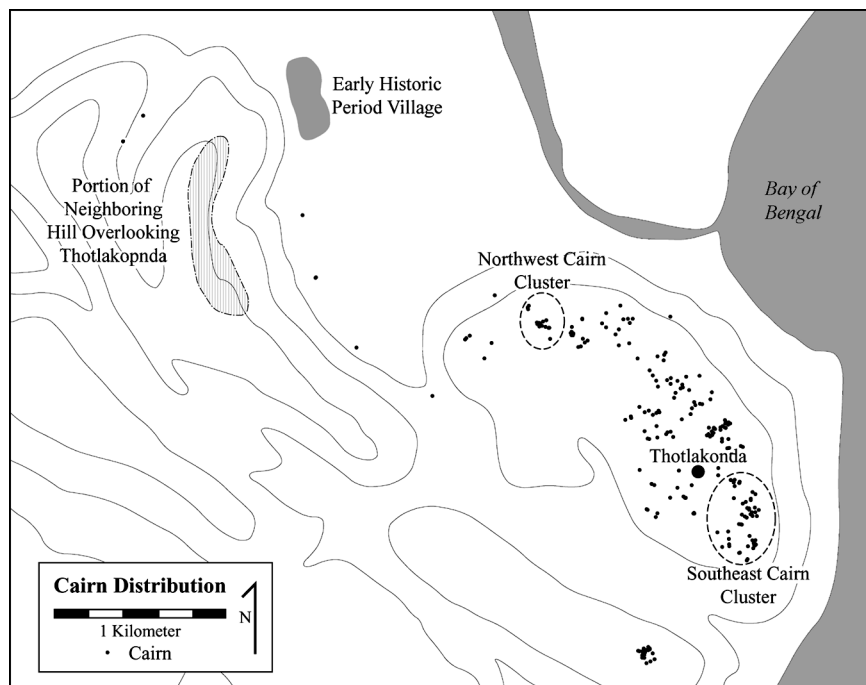 Early Historic
Period Village
Portion of
Neighboring
Hill Overlooking
Thotlakopnda
Bay of
Bengal
Northwest Cairn
Cluster
Thotlakonda
Southeast Cairn
Cluster
Cairn Distribution
N
1 Kilometer
Cairn